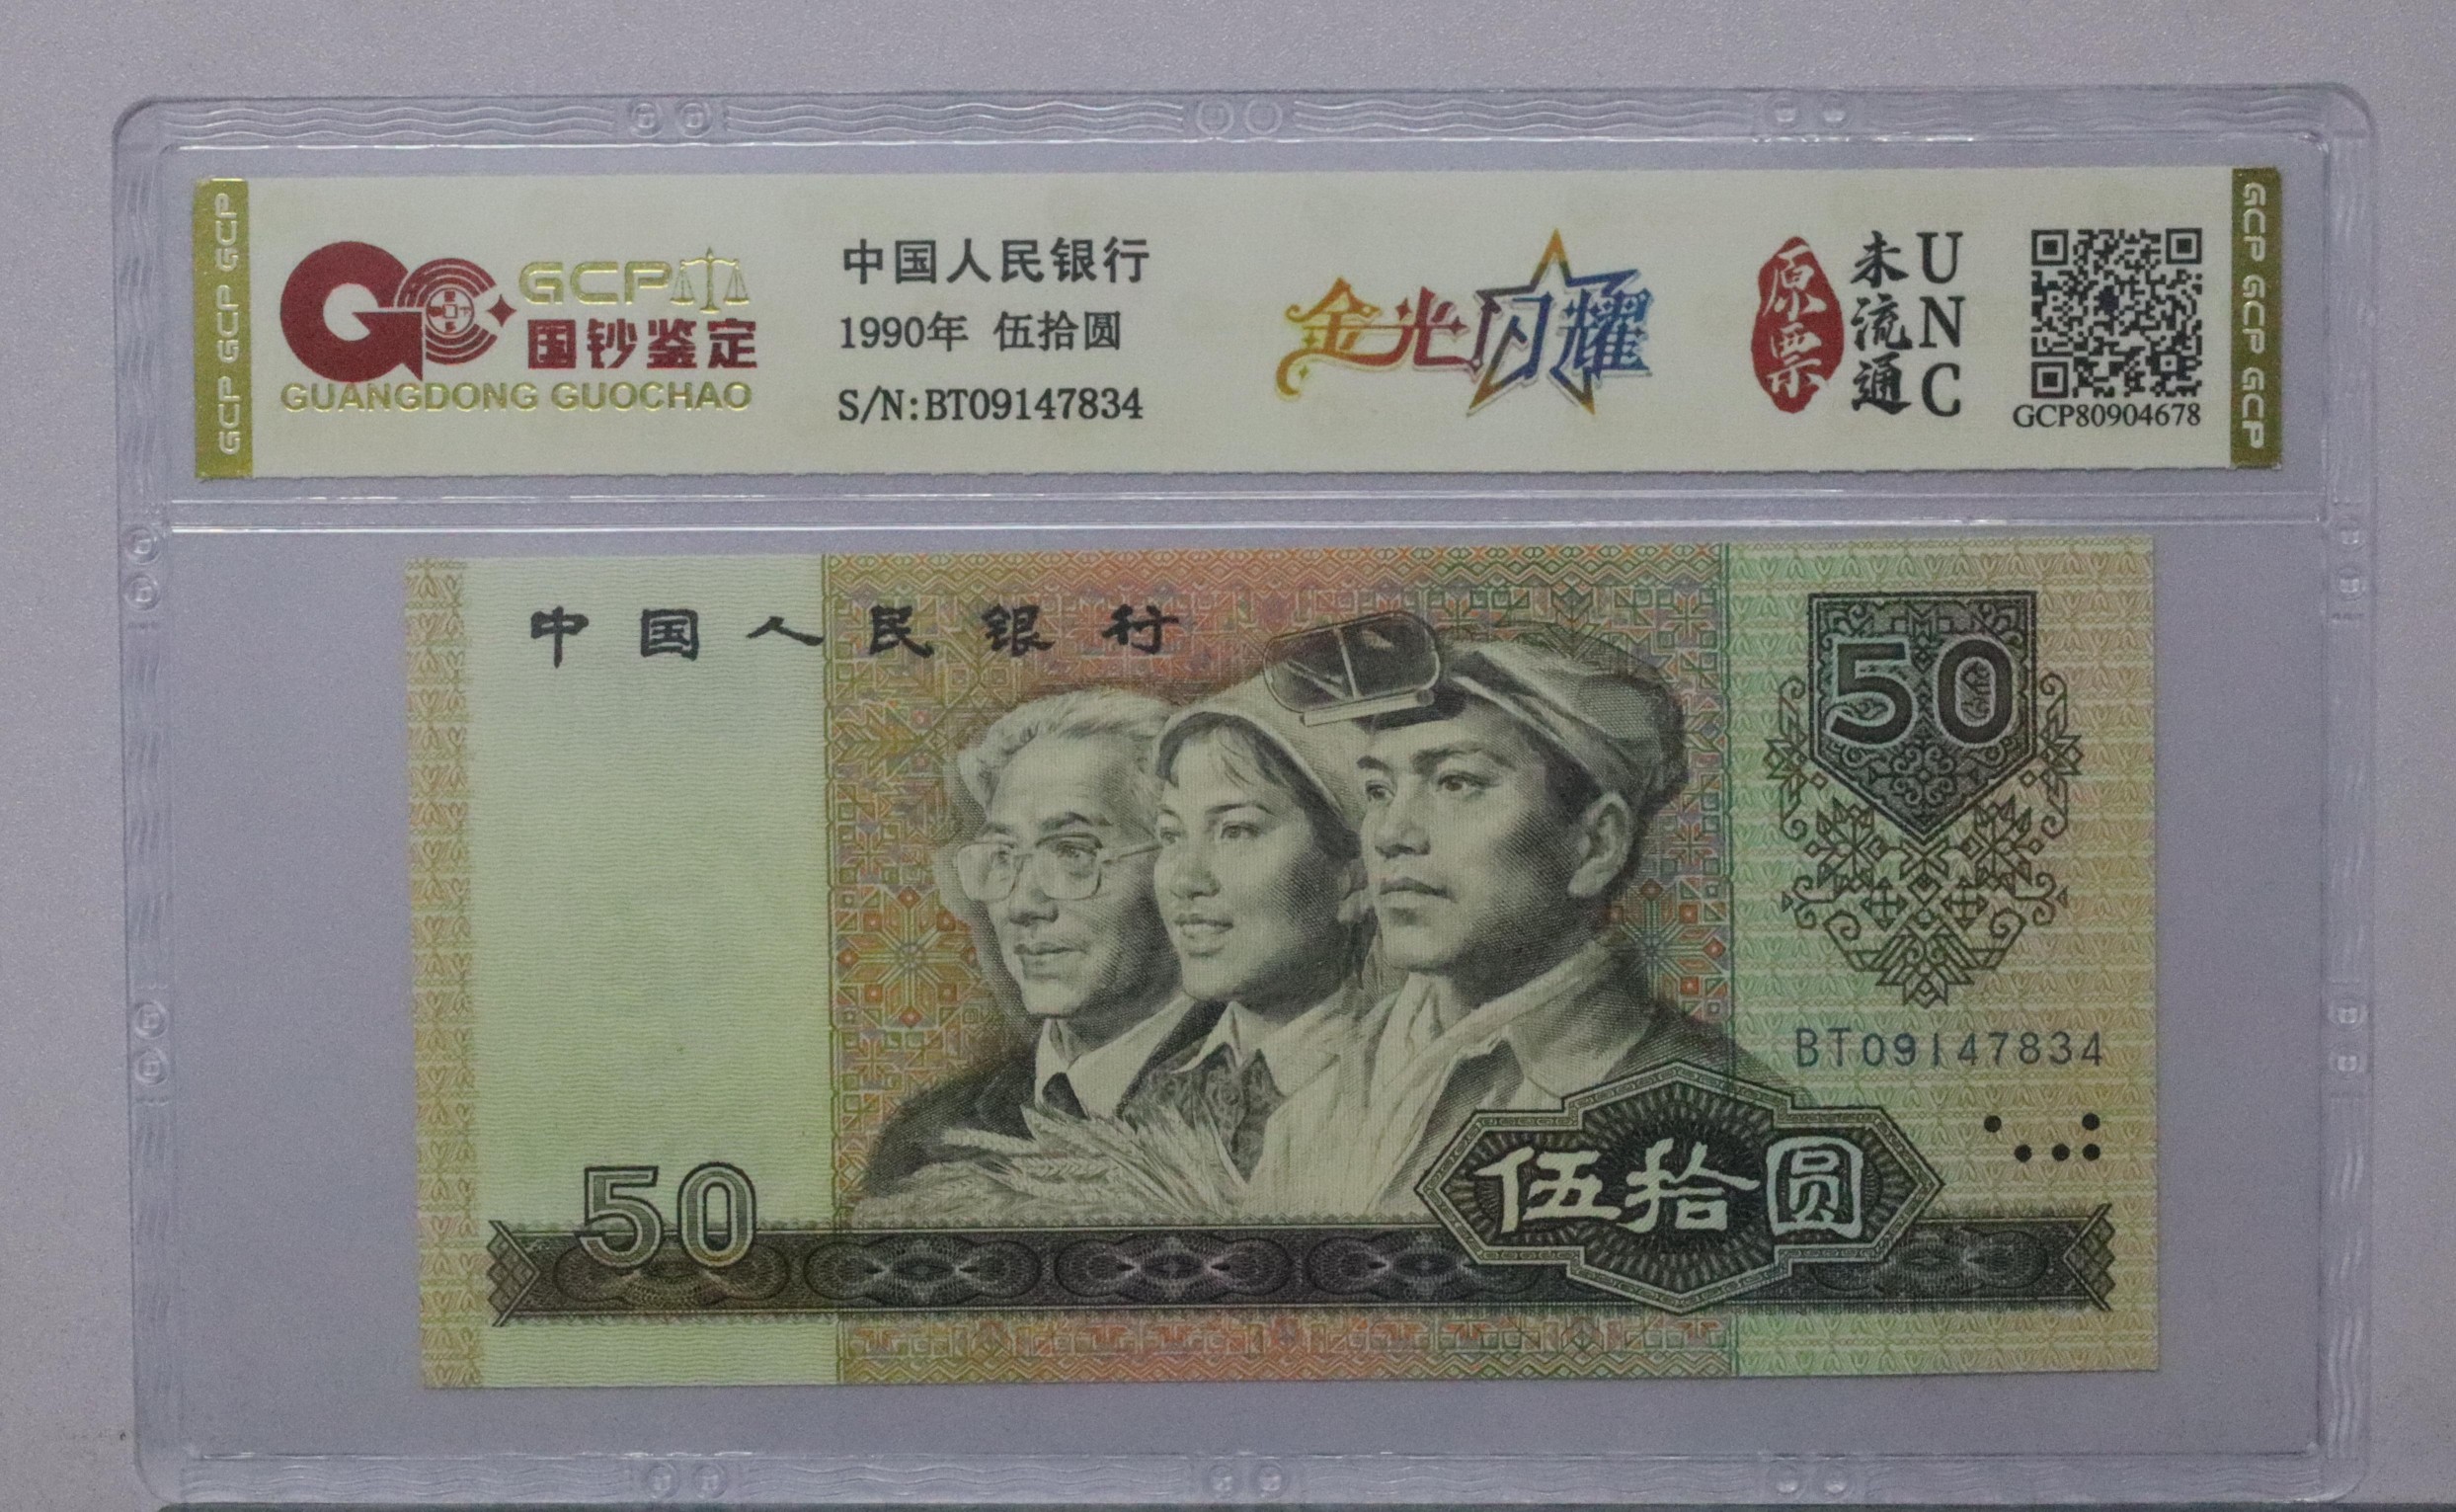 GCP GCP GCP
GCP
国钞鉴定
GUANGDONG GUOCHAO
中国人民银行
1990年 伍拾圆
S/N:BT09147834
金光闪耀
原票
未流通
UNC
GCP80904678
GCP GCP GCP
中国人民银行
50
BT09147834
50
伍拾圆